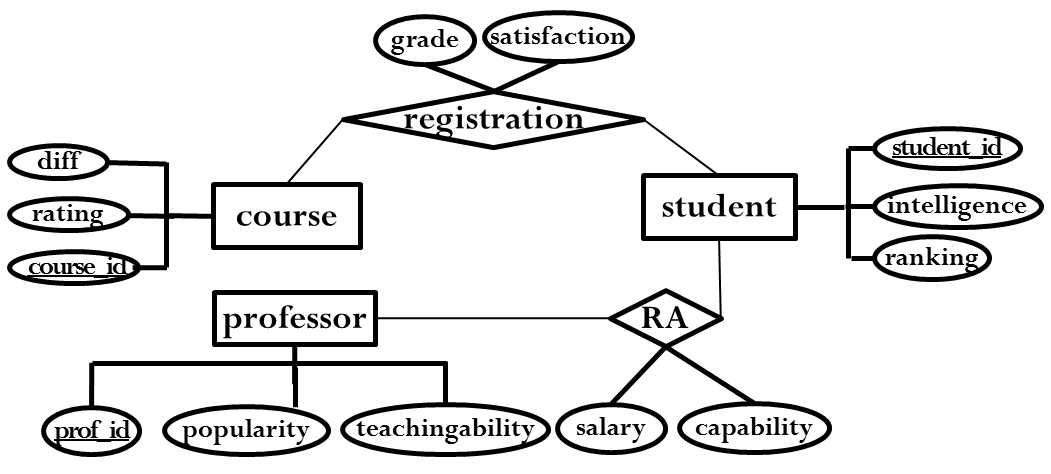 grade
satisfaction
registration
diff
rating
course_id
course
student
student_id
intelligence
ranking
professor
RA
prof_id
popularity
teachingability
salary
capability